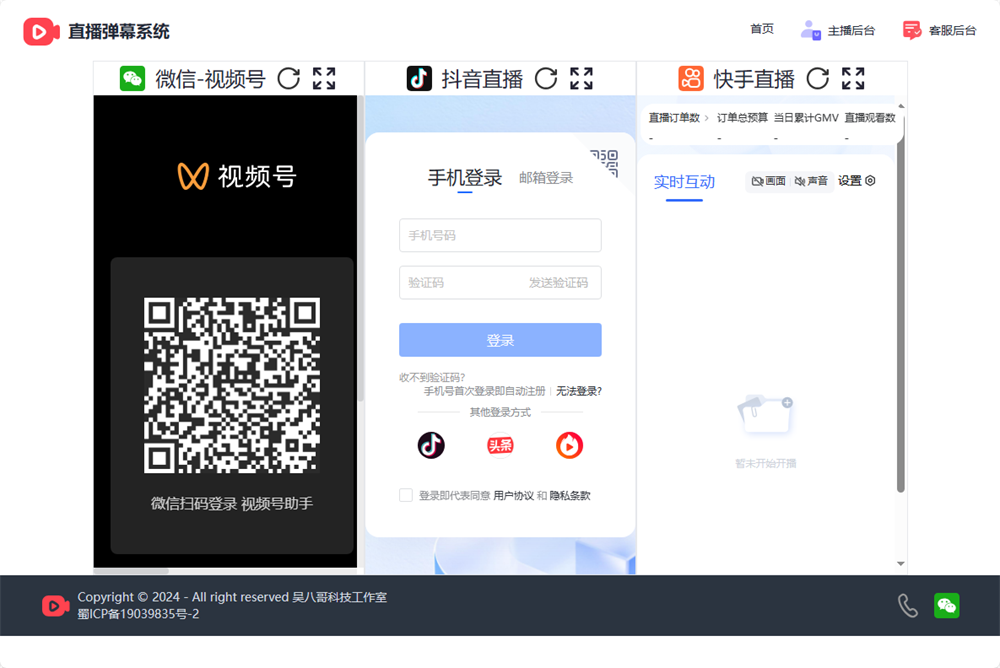 直播弹幕系统
首页
主播后台
客服后台
微信-视频号
抖音直播
快手直播
视频号
微信扫码登录 视频号助手
手机登录 邮箱登录
手机号码
验证码 发送验证码
登录
收不到验证码?
手机号首次登录即自动注册 | 无法登录?
其他登录方式
头条
登录即代表同意 用户协议 和 隐私条款
直播订单数 › 订单总预算 当日累计GMV 直播观看数
- - - -
实时互动 画面 声音 设置
暂未开始开播
Copyright © 2024 - All right reserved 吴八哥科技工作室
蜀ICP备19039835号-2